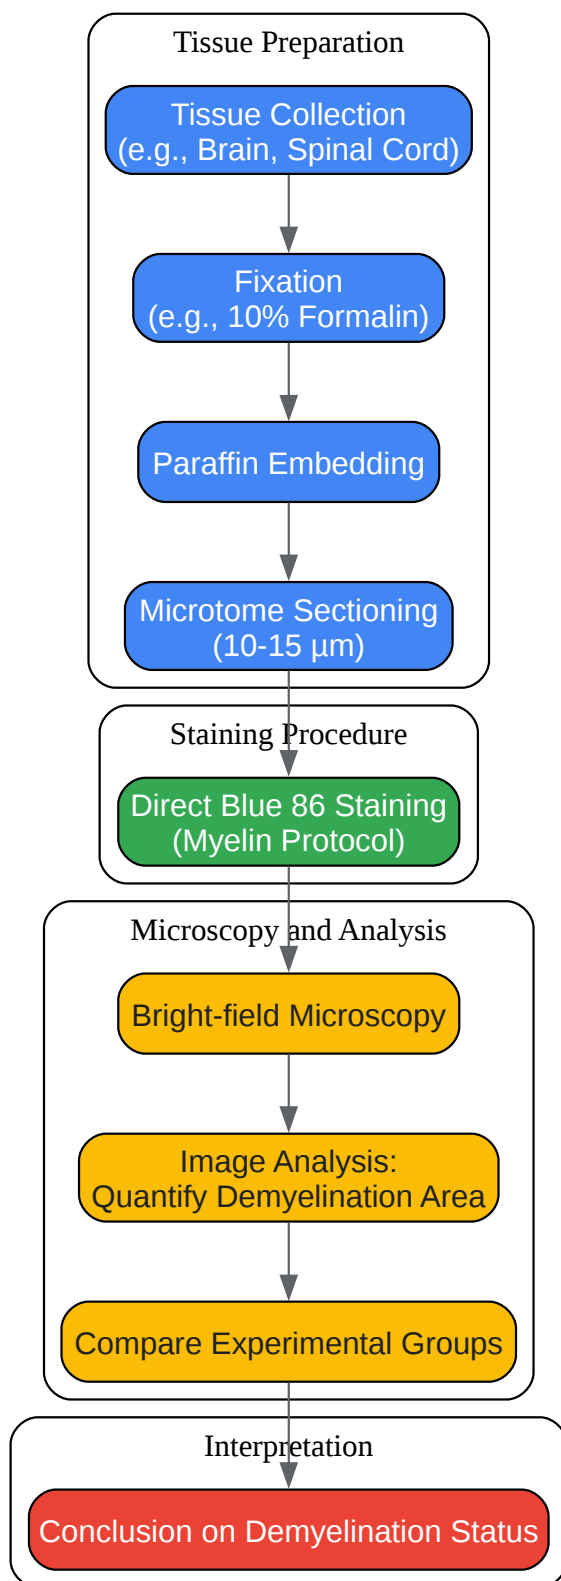 Tissue Preparation
Tissue Collection
(e.g., Brain, Spinal Cord)
Fixation
(e.g., 10% Formalin)
Paraffin Embedding
Microtome Sectioning
(10-15 µm)
Staining Procedure
Direct Blue 86 Staining
(Myelin Protocol)
Microscopy and Analysis
Bright-field Microscopy
Image Analysis:
Quantify Demyelination Area
Compare Experimental Groups
Interpretation
Conclusion on Demyelination Status